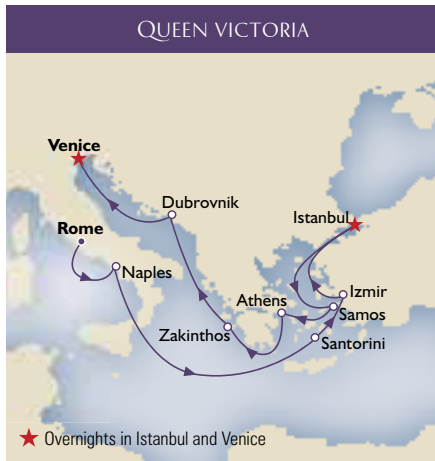 QUEEN VICTORIA
Venice
Dubrovnik
Rome
Istanbul
Naples
Izmir
Athens
Samos
Zakinthos
Santorini
Overnights in Istanbul and Venice